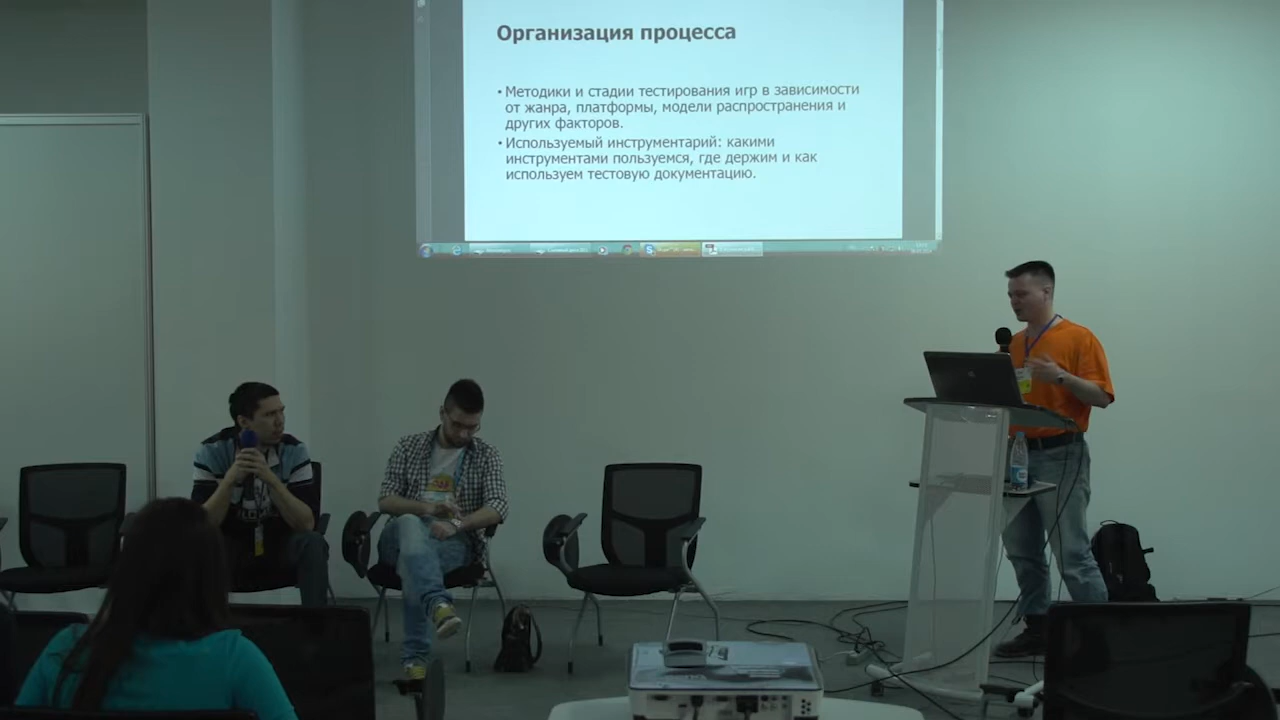 Организация процесса
• Методики и стадии тестирования игр в зависимости
от жанра, платформы, модели распространения и
других факторов.
• Используемый инструментарий: какими
инструментами пользуемся, где держим и как
используем тестовую документацию.